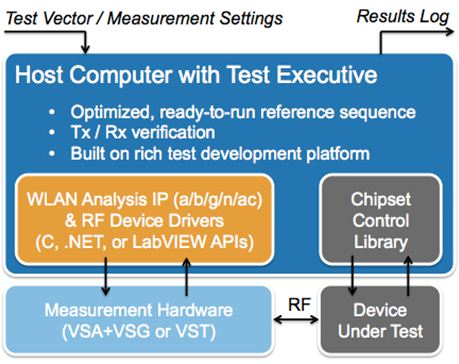 Test Vector / Measurement Settings
Results Log
Host Computer with Test Executive
• Optimized, ready-to-run reference sequence
• Tx / Rx verification
• Built on rich test development platform
WLAN Analysis IP (a/b/g/n/ac)
& RF Device Drivers
(C, .NET, or LabVIEW APIs)
Chipset
Control
Library
Measurement Hardware
(VSA+VSG or VST)
RF
Device
Under Test